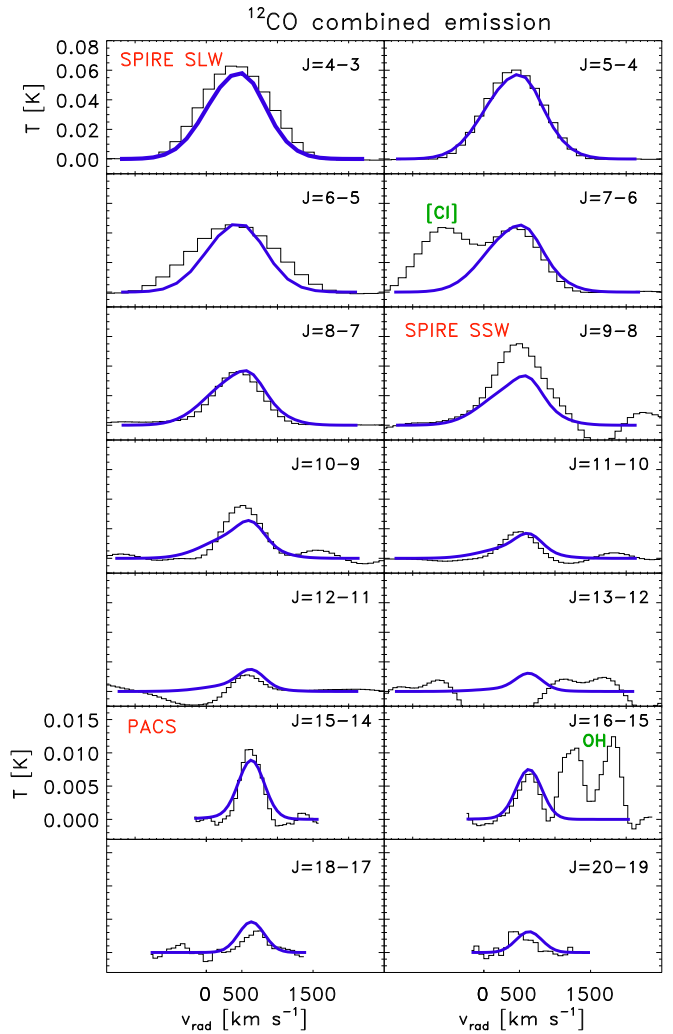 ¹²CO combined emission
SPIRE SLW
J=4−3
J=5−4
0.08
0.06
0.04
0.02
0.00
T [K]
J=6−5
J=7−6
[CI]
J=8−7
SPIRE SSW
J=9−8
J=10−9
J=11−10
J=12−11
J=13−12
PACS
J=15−14
J=16−15
OH
0.015
0.010
0.005
0.000
T [K]
J=18−17
J=20−19
0 500 1500
0 500 1500
v_rad [km s⁻¹]
v_rad [km s⁻¹]